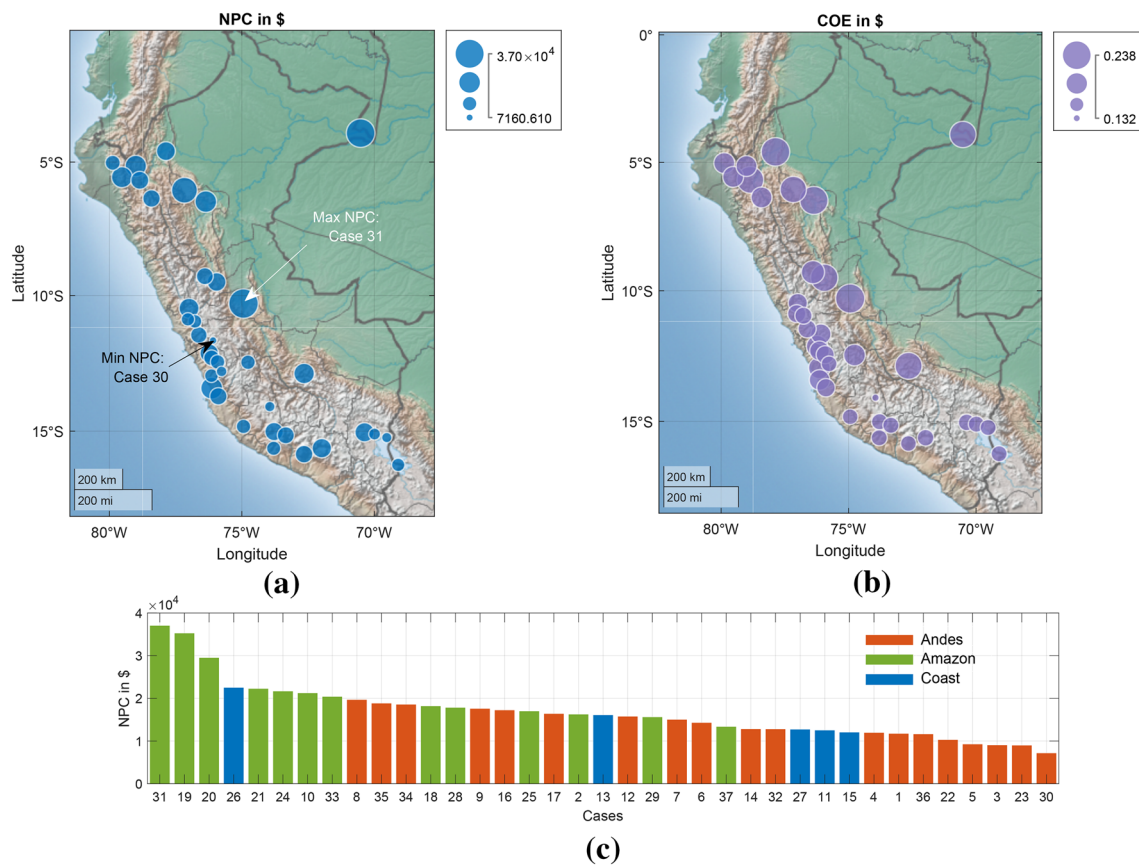 NPC in $
3.70×10⁴
7160.610
5°S
10°S
15°S
Latitude
Max NPC:
Case 31
Min NPC:
Case 30
200 km
200 mi
80°W 75°W 70°W
Longitude
(a)
COE in $
0.238
0.132
0°
5°S
10°S
15°S
Latitude
200 km
200 mi
80°W 75°W 70°W
Longitude
(b)
×10⁴
4
3
2
1
0
NPC in $
Andes
Amazon
Coast
31 19 20 26 21 24 10 33 8 35 34 18 28 9 16 25 17 2 13 12 29 7 6 37 14 32 27 11 15 4 1 36 22 5 3 23 30
Cases
(c)